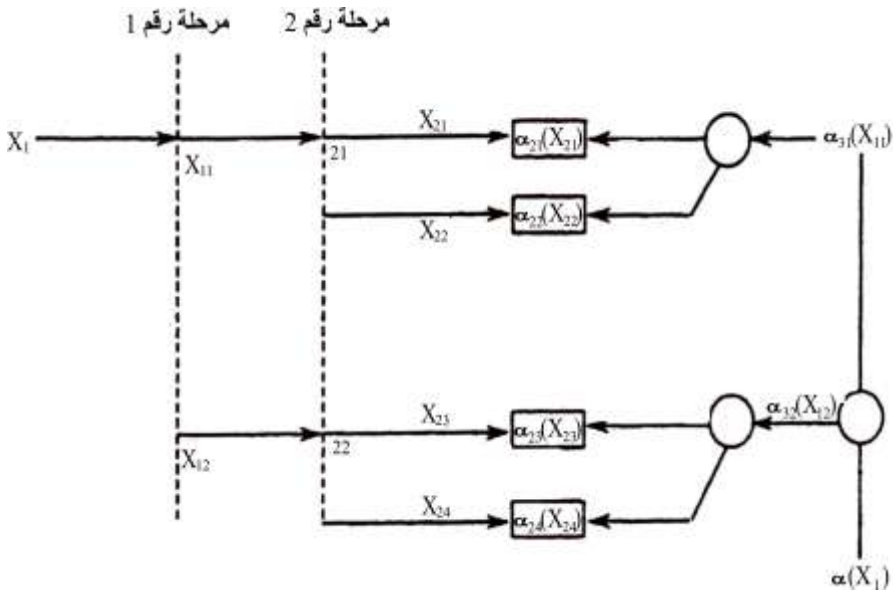 مرحلة رقم 2 مرحلة رقم 1
X₁ X₁₁ 21 X₂₁ α₂₁(X₂₁) α₃₁(X₁₁)
X₂₂ α₂₂(X₂₂)
X₁₂ 22 X₂₃ α₂₃(X₂₃) α₃₂(X₁₂)
X₂₄ α₂₄(X₂₄)
α(X₁)